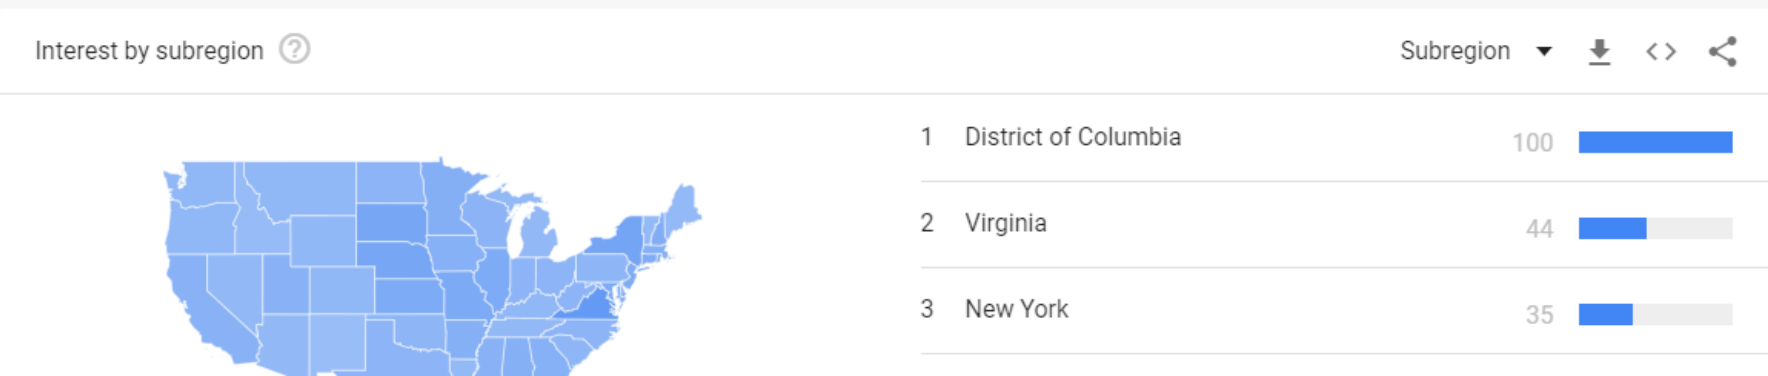 Interest by subregion ?
Subregion
1 District of Columbia 100
2 Virginia 44
3 New York 35